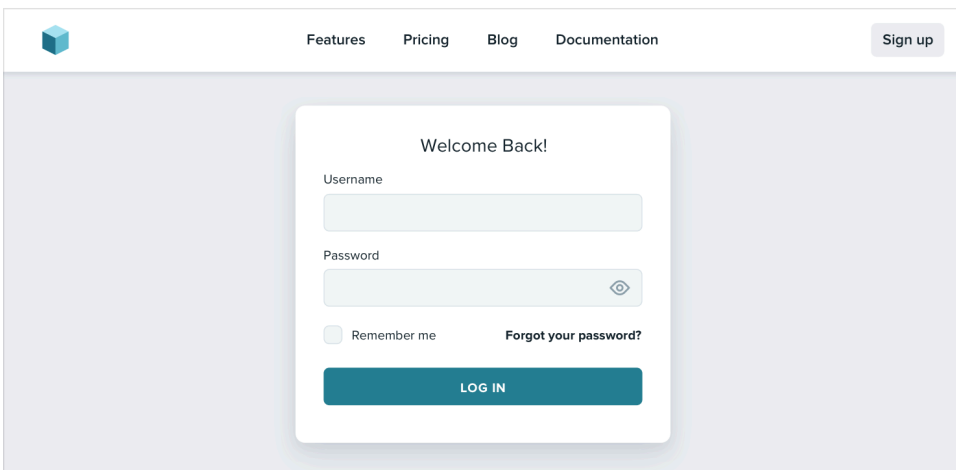 Features Pricing Blog Documentation Sign up
Welcome Back!
Username
Password
Remember me Forgot your password?
LOG IN